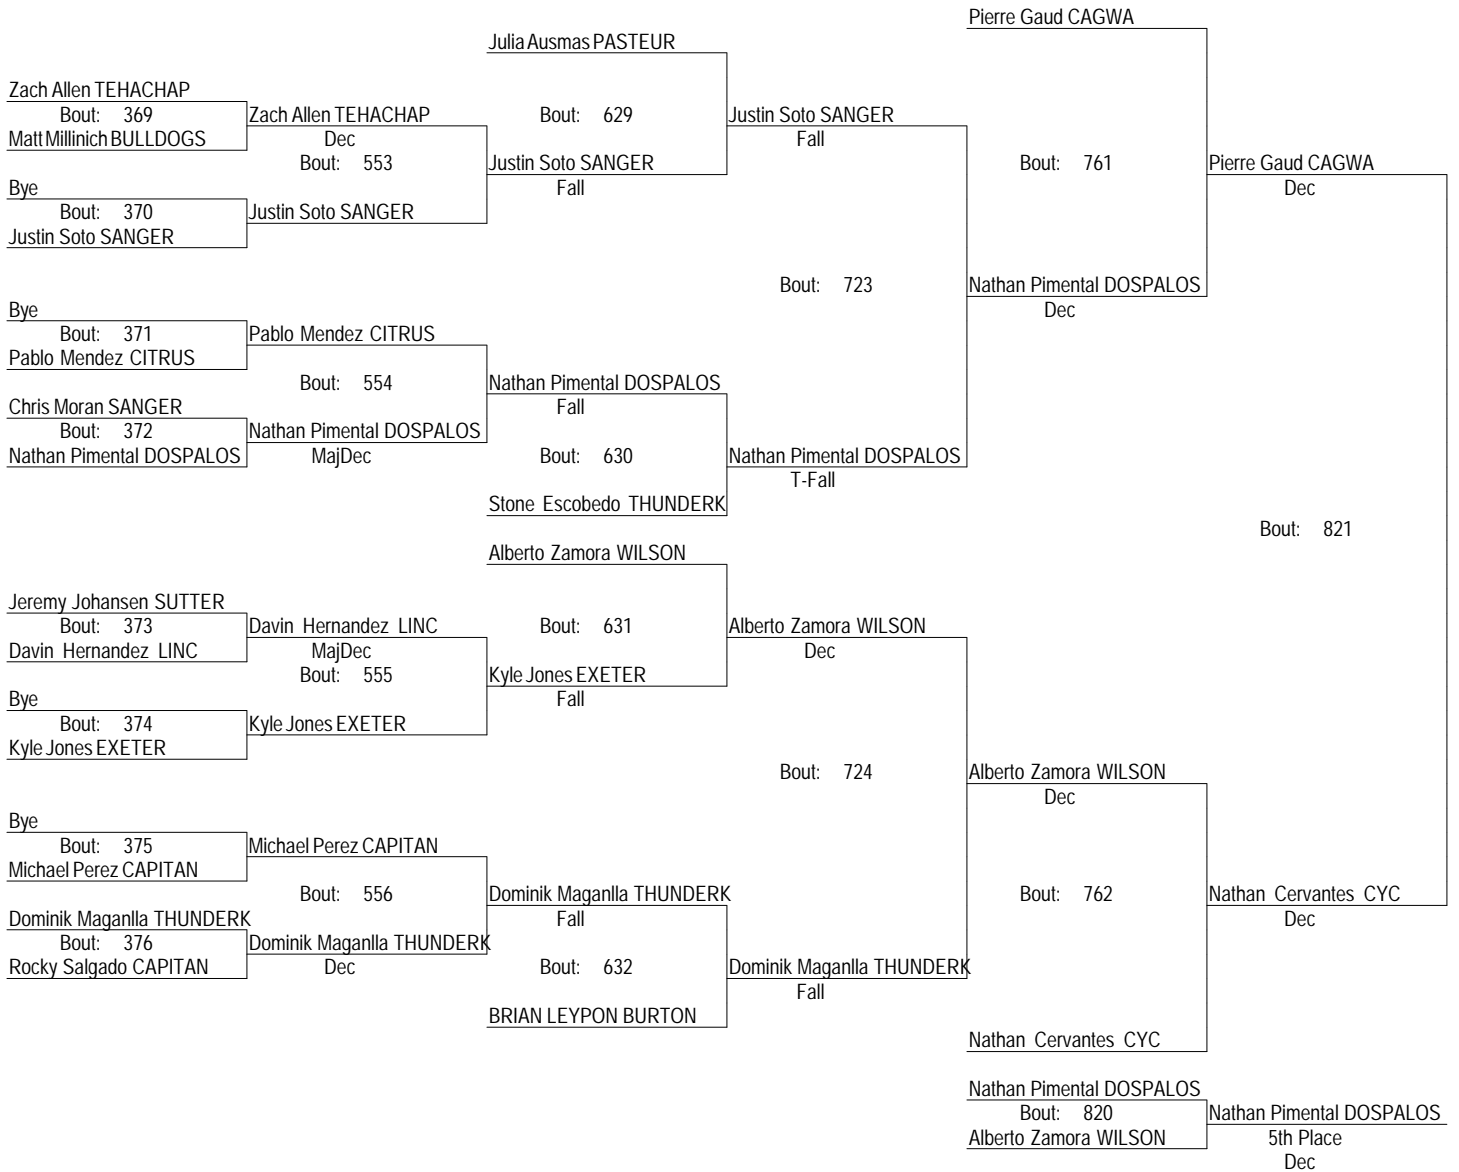 Pierre Gaud CAGWA
Julia Ausmas PASTEUR
Zach Allen TEHACHAP
Bout: 369
Matt Millinich BULLDOGS
Zach Allen TEHACHAP
Dec
Bout: 553
Bout: 629
Justin Soto SANGER
Fall
Justin Soto SANGER
Fall
Bout: 761
Pierre Gaud CAGWA
Dec
Bye
Bout: 370
Justin Soto SANGER
Justin Soto SANGER
Bout: 723
Nathan Pimental DOSPALOS
Dec
Bye
Bout: 371
Pablo Mendez CITRUS
Pablo Mendez CITRUS
Bout: 554
Nathan Pimental DOSPALOS
Fall
Chris Moran SANGER
Bout: 372
Nathan Pimental DOSPALOS
Nathan Pimental DOSPALOS
MajDec
Bout: 630
Nathan Pimental DOSPALOS
T-Fall
Stone Escobedo THUNDERK
Bout: 821
Alberto Zamora WILSON
Jeremy Johansen SUTTER
Bout: 373
Davin Hernandez LINC
Davin Hernandez LINC
MajDec
Bout: 555
Bout: 631
Alberto Zamora WILSON
Dec
Kyle Jones EXETER
Fall
Bye
Bout: 374
Kyle Jones EXETER
Kyle Jones EXETER
Bout: 724
Alberto Zamora WILSON
Dec
Bye
Bout: 375
Michael Perez CAPITAN
Michael Perez CAPITAN
Bout: 556
Dominik Maganlla THUNDERK
Fall
Bout: 762
Nathan Cervantes CYC
Dec
Dominik Maganlla THUNDERK
Bout: 376
Rocky Salgado CAPITAN
Dominik Maganlla THUNDERK
Dec
Bout: 632
Dominik Maganlla THUNDERK
Fall
BRIAN LEYPON BURTON
Nathan Cervantes CYC
Nathan Pimental DOSPALOS
Bout: 820
Alberto Zamora WILSON
Nathan Pimental DOSPALOS
5th Place
Dec